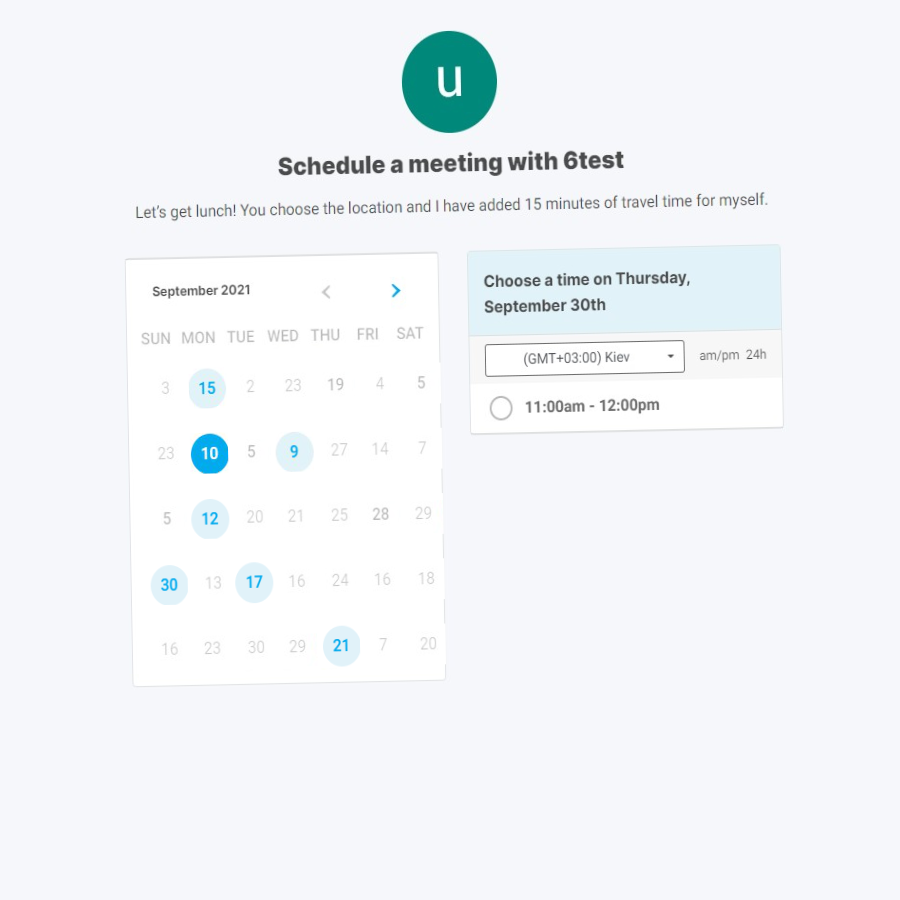 u
Schedule a meeting with 6test
Let's get lunch! You choose the location and I have added 15 minutes of travel time for myself.
September 2021
SUN MON TUE WED THU FRI SAT
3 15 2 23 19 4 5
23 10 5 9 27 14 7
5 12 20 21 25 28 29
30 13 17 16 24 16 18
16 23 30 29 21 7 20
Choose a time on Thursday,
September 30th
(GMT+03:00) Kiev am/pm 24h
11:00am - 12:00pm